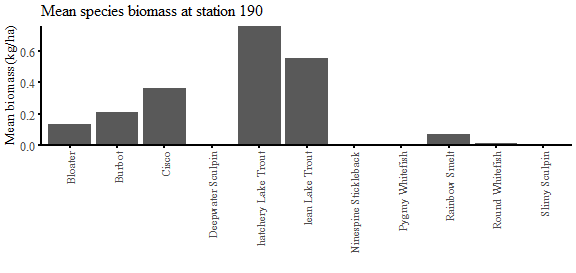 Mean species biomass at station 190
Mean biomass (kg/ha)
0.6
0.4
0.2
0.0
Bloater
Burbot
Cisco
Deepwater Sculpin
hatchery Lake Trout
lean Lake Trout
Ninespine Stickleback
Pygmy Whitefish
Rainbow Smelt
Round Whitefish
Slimy Sculpin